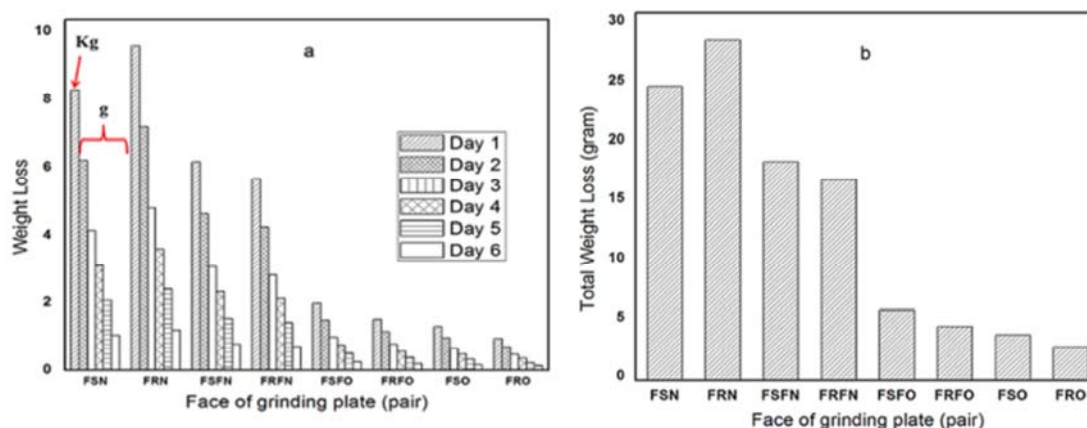 a
Kg
g
10
8
6
4
2
0
Weight Loss
Day 1
Day 2
Day 3
Day 4
Day 5
Day 6
FSN FRN FSFN FRFN FSFO FRFO FSO FRO
Face of grinding plate (pair)
b
30
25
20
15
10
5
0
Total Weight Loss (gram)
FSN FRN FSFN FRFN FSFO FRFO FSO FRO
Face of grinding plate (pair)